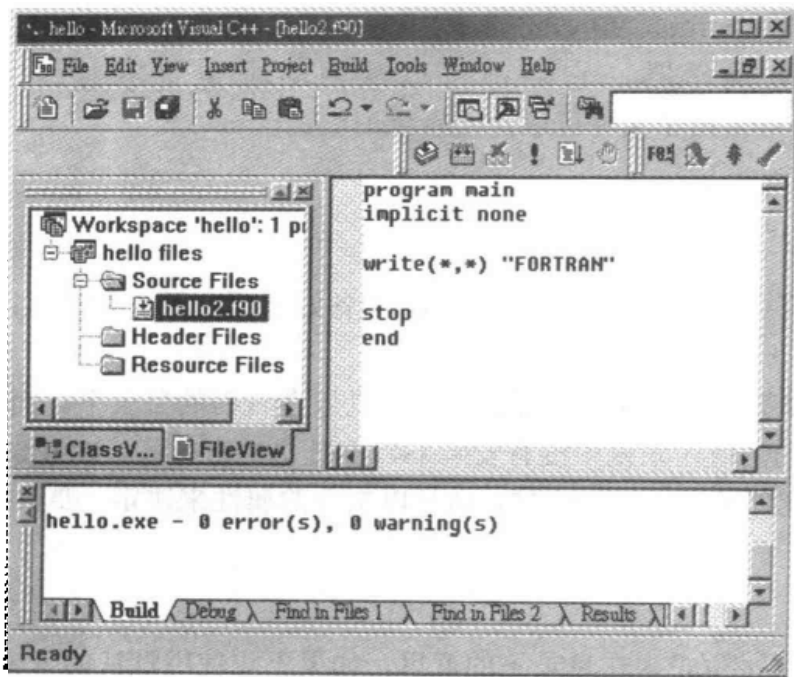 hello - Microsoft Visual C++ - [hello2.f90]
File Edit View Insert Project Build Tools Window Help
program main
implicit none
write(*,*) "FORTRAN"
stop
end
Workspace 'hello': 1 pr
hello files
Source Files
hello2.f90
Header Files
Resource Files
ClassV... FileView
hello.exe - 0 error(s), 0 warning(s)
Build Debug Find in Files 1 Find in Files 2 Results
Ready